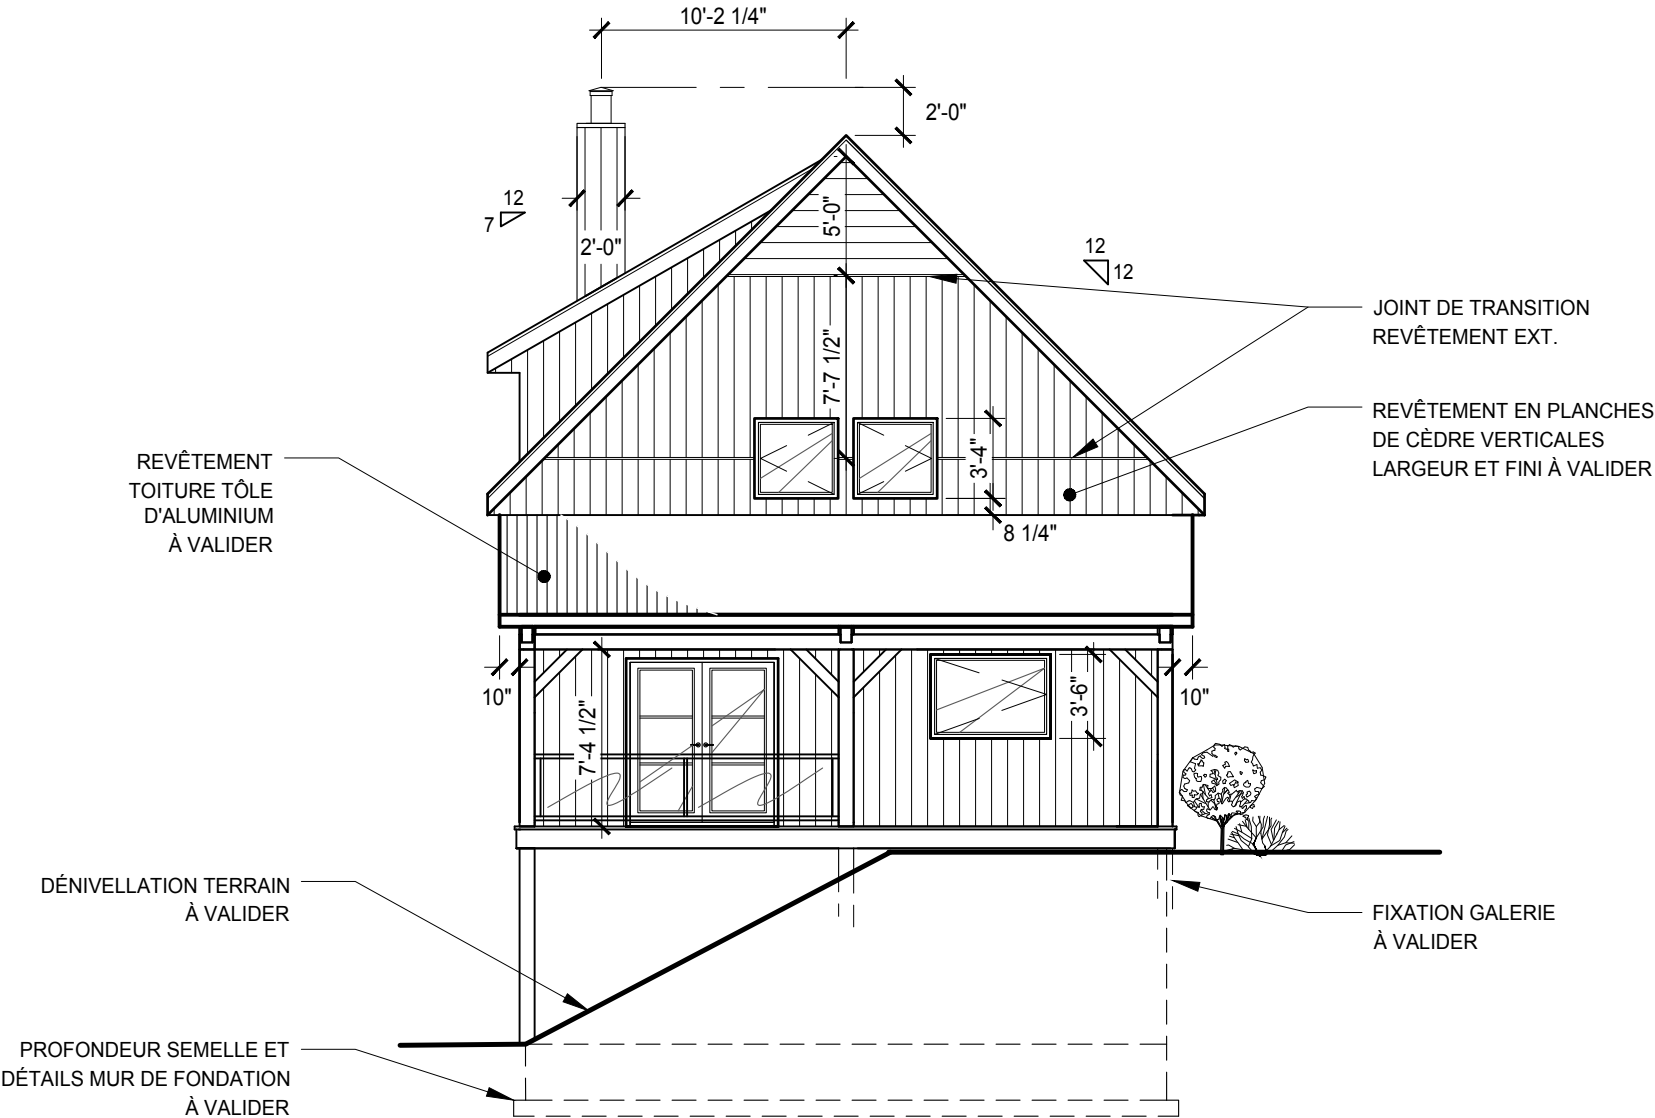 10'-2 1/4"
2'-0"
12
7
2'-0"
5'-0"
12
12
JOINT DE TRANSITION
REVÊTEMENT EXT.
7'-7 1/2"
REVÊTEMENT EN PLANCHES
DE CÈDRE VERTICALES
LARGEUR ET FINI À VALIDER
3'-4"
8 1/4"
REVÊTEMENT
TOITURE TÔLE
D'ALUMINIUM
À VALIDER
10"
7'-4 1/2"
3'-6"
10"
DÉNIVELLATION TERRAIN
À VALIDER
FIXATION GALERIE
À VALIDER
PROFONDEUR SEMELLE ET
DÉTAILS MUR DE FONDATION
À VALIDER